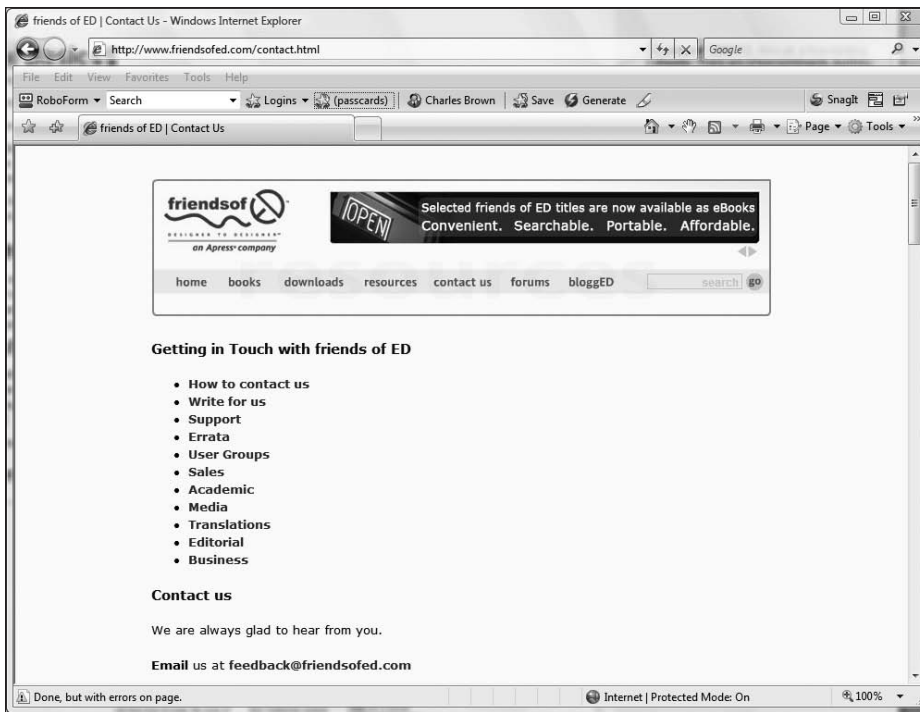 friends of ED | Contact Us - Windows Internet Explorer
http://www.friendsofed.com/contact.html
Google
File Edit View Favorites Tools Help
RoboForm Search Logins (passcards) Charles Brown Save Generate SnagIt
friends of ED | Contact Us Page Tools
friendsof
DESIGNER TO DESIGNER™
an Apress® company
OPEN
Selected friends of ED titles are now available as eBooks
Convenient. Searchable. Portable. Affordable.
home books downloads resources contact us forums bloggED search go
Getting in Touch with friends of ED
• How to contact us
• Write for us
• Support
• Errata
• User Groups
• Sales
• Academic
• Media
• Translations
• Editorial
• Business
Contact us
We are always glad to hear from you.
Email us at feedback@friendsofed.com
Done, but with errors on page. Internet | Protected Mode: On 100%